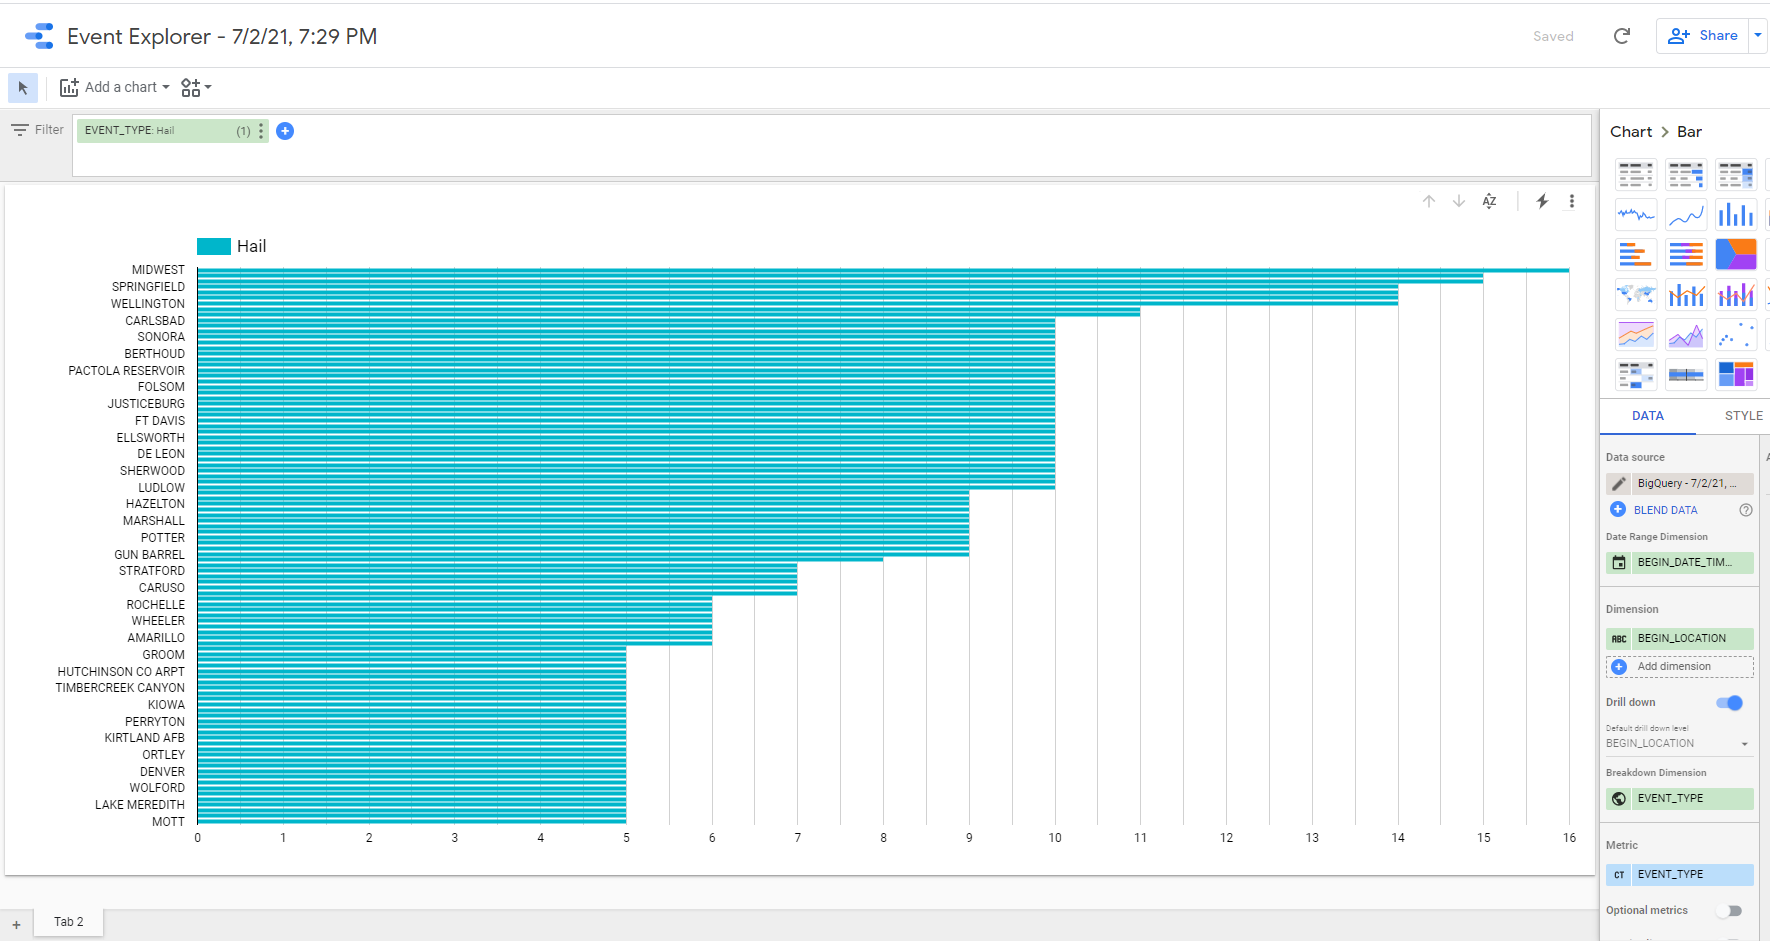 Event Explorer - 7/2/21, 7:29 PM
Saved
Share
Add a chart
Filter
EVENT_TYPE: Hail (1)
AZ
Hail
MIDWEST
SPRINGFIELD
WELLINGTON
CARLSBAD
SONORA
BERTHOUD
PACTOLA RESERVOIR
FOLSOM
JUSTICEBURG
FT DAVIS
ELLSWORTH
DE LEON
SHERWOOD
LUDLOW
HAZELTON
MARSHALL
POTTER
GUN BARREL
STRATFORD
CARUSO
ROCHELLE
WHEELER
AMARILLO
GROOM
HUTCHINSON CO ARPT
TIMBERCREEK CANYON
KIOWA
PERRYTON
KIRTLAND AFB
ORTLEY
DENVER
WOLFORD
LAKE MEREDITH
MOTT
0 1 2 3 4 5 6 7 8 9 10 11 12 13 14 15 16
Tab 2
Chart > Bar
DATA STYLE
Data source
BigQuery - 7/2/21, ...
BLEND DATA
Date Range Dimension
BEGIN_DATE_TIM...
Dimension
ABC BEGIN_LOCATION
Add dimension
Drill down
Default drill down level
BEGIN_LOCATION
Breakdown Dimension
EVENT_TYPE
Metric
CT EVENT_TYPE
Optional metrics